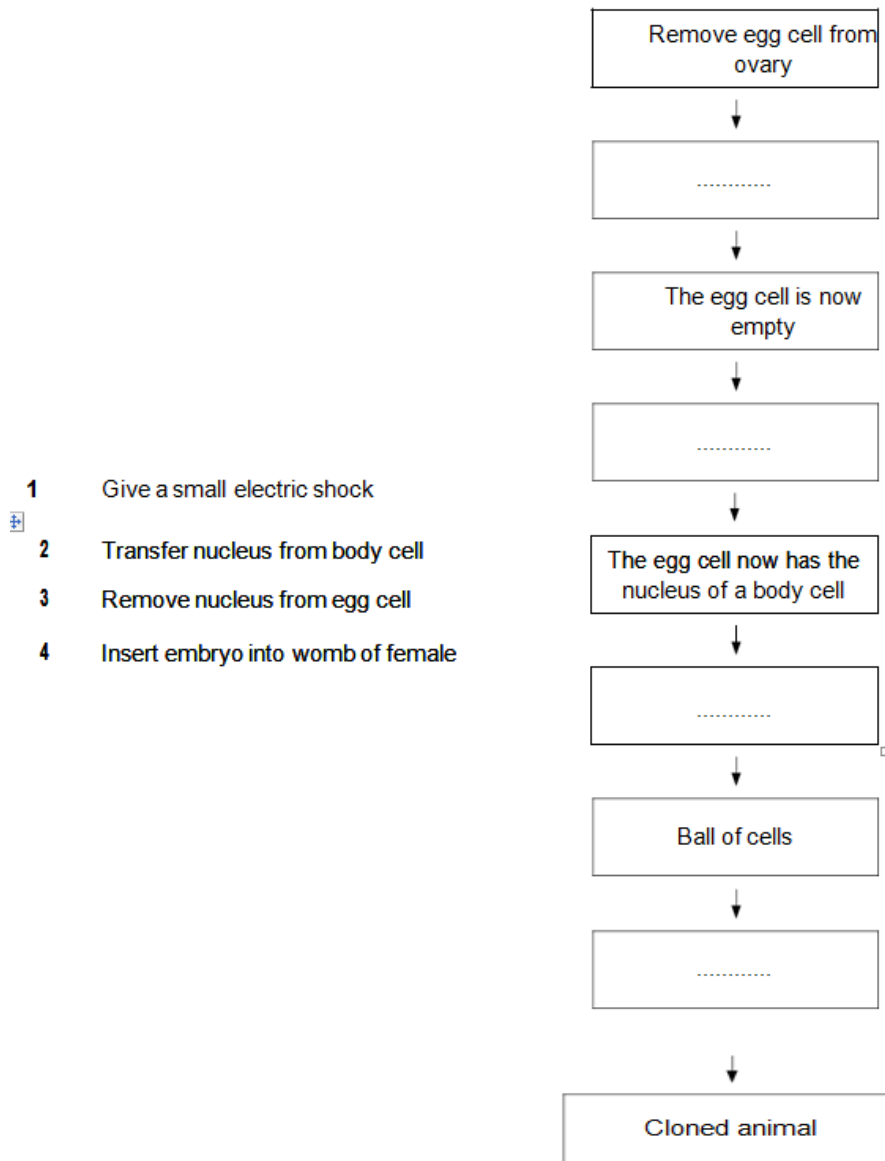 Remove egg cell from
ovary
------------
The egg cell is now
empty
------------
1 Give a small electric shock
2 Transfer nucleus from body cell
3 Remove nucleus from egg cell
4 Insert embryo into womb of female
The egg cell now has the
nucleus of a body cell
------------
Ball of cells
------------
Cloned animal